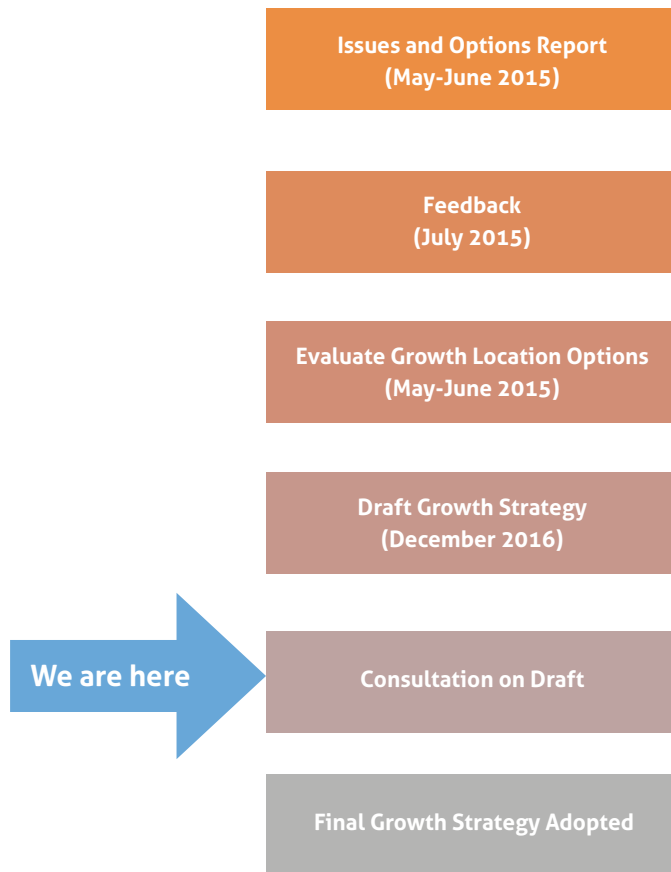 Issues and Options Report
(May-June 2015)
Feedback
(July 2015)
Evaluate Growth Location Options
(May-June 2015)
Draft Growth Strategy
(December 2016)
We are here
Consultation on Draft
Final Growth Strategy Adopted